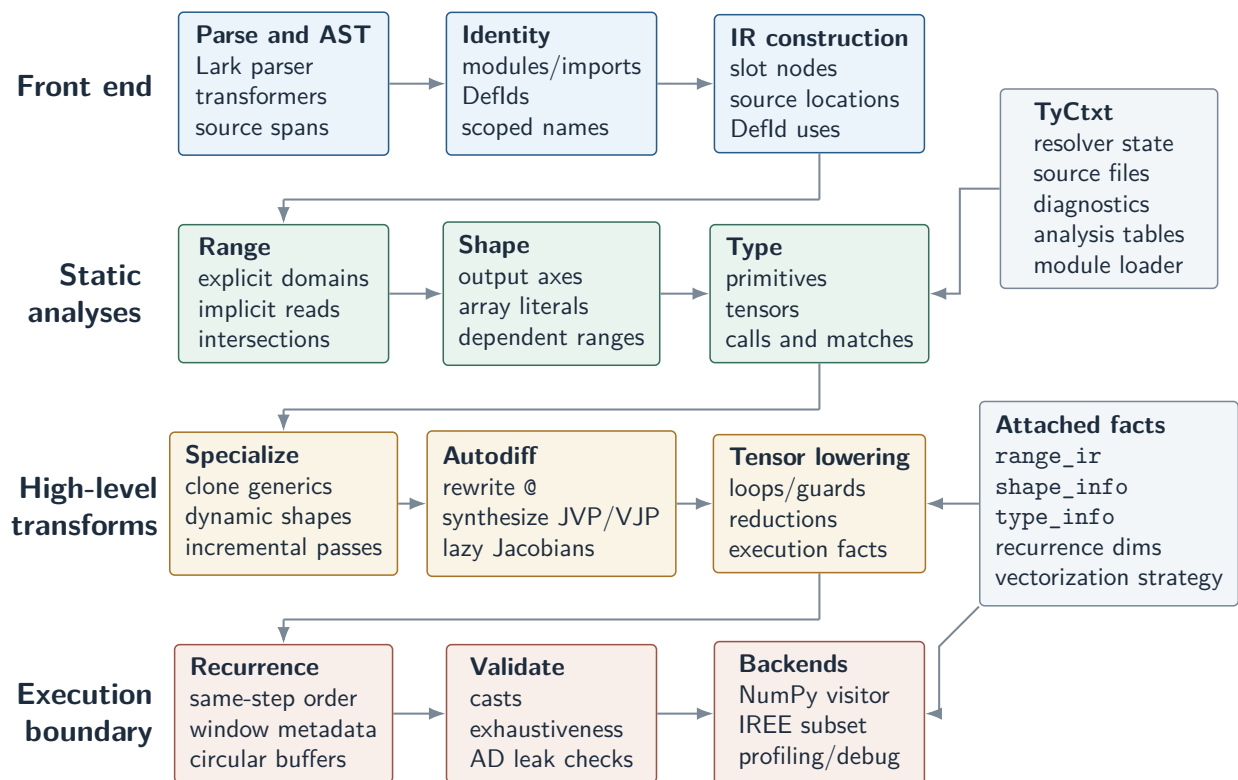 Front end
Parse and AST
Lark parser
transformers
source spans
Identity
modules/imports
DefIds
scoped names
IR construction
slot nodes
source locations
DefId uses
TyCtxt
resolver state
source files
diagnostics
analysis tables
module loader
Static
analyses
Range
explicit domains
implicit reads
intersections
Shape
output axes
array literals
dependent ranges
Type
primitives
tensors
calls and matches
High-level
transforms
Specialize
clone generics
dynamic shapes
incremental passes
Autodiff
rewrite @
synthesize JVP/VJP
lazy Jacobians
Tensor lowering
loops/guards
reductions
execution facts
Attached facts
range_ir
shape_info
type_info
recurrence dims
vectorization strategy
Execution
boundary
Recurrence
same-step order
window metadata
circular buffers
Validate
casts
exhaustiveness
AD leak checks
Backends
NumPy visitor
IREE subset
profiling/debug